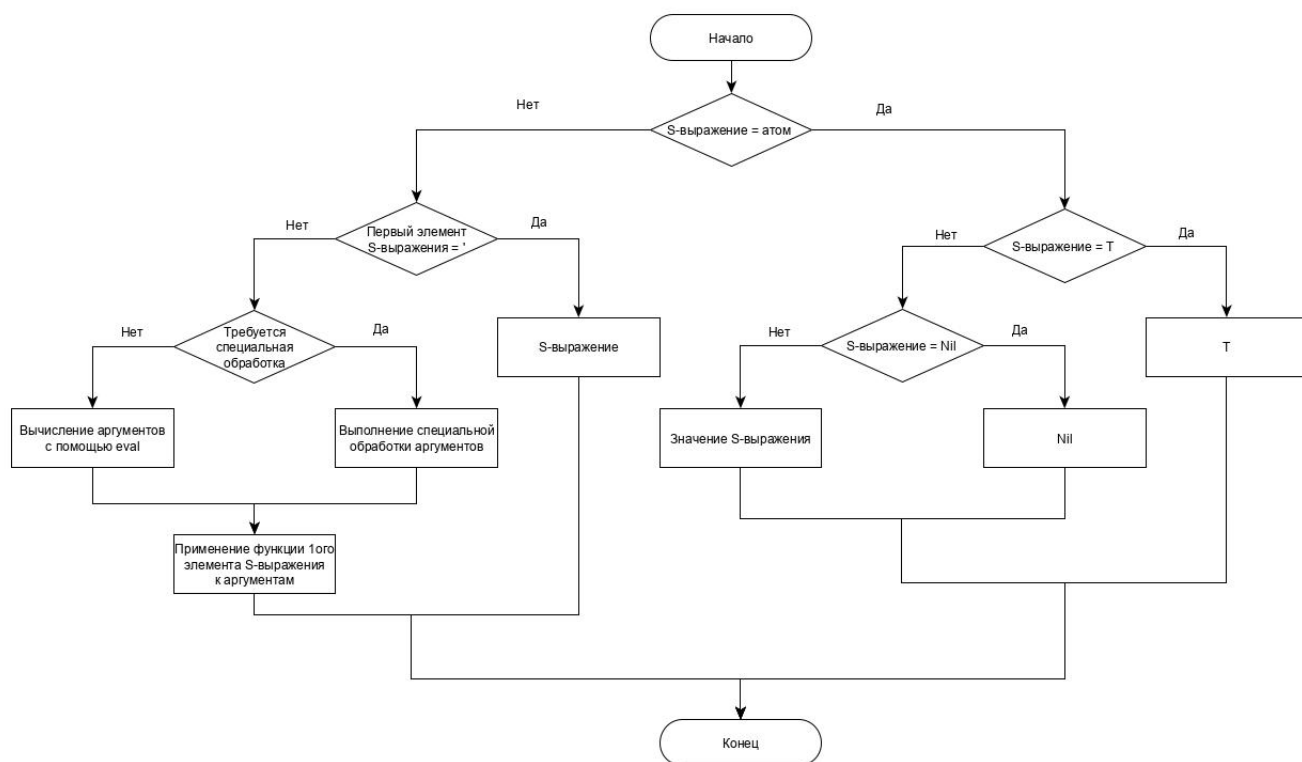 Начало
Нет
Да
S-выражение = атом
Нет
Первый элемент
S-выражения = '
Да
Нет
S-выражение = T
Да
Нет
Требуется
специальная
обработка
Да
S-выражение
Нет
S-выражение = Nil
Да
T
Вычисление аргументов
с помощью eval
Выполнение специальной
обработки аргументов
Значение S-выражения
Nil
Применение функции 1ого
элемента S-выражения
к аргументам
Конец